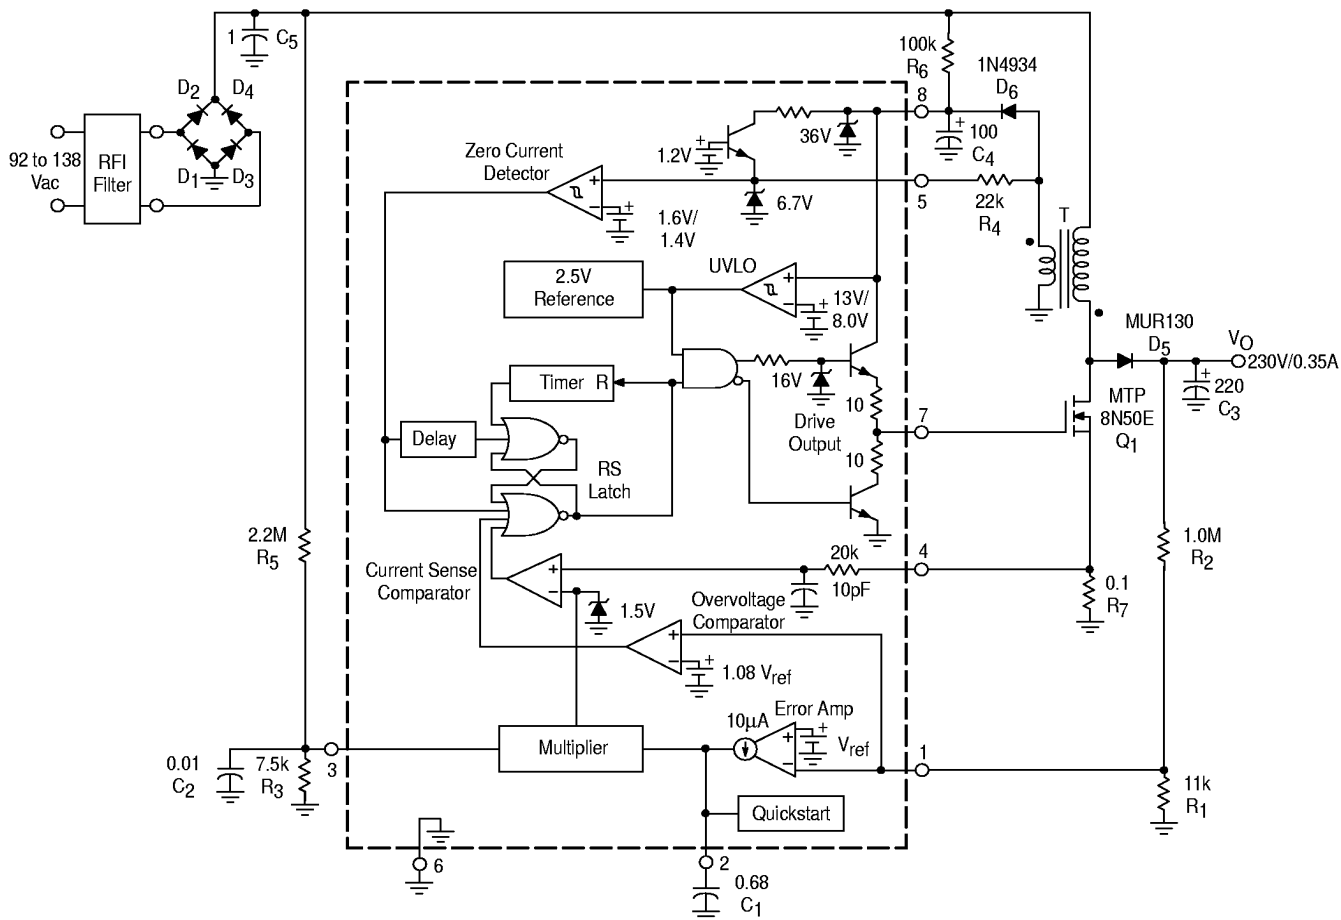 1 C5
D2 D4
D1 D3
92 to 138
Vac
RFI
Filter
100k
R6
1N4934
D6
8
100
C4
+
36V
1.2V
+
Zero Current
Detector
+
−
+
1.6V/
1.4V
6.7V
5
22k
R4
T
2.5V
Reference
UVLO
+
−
+
13V/
8.0V
MUR130
D5
VO
230V/0.35A
+
220
C3
MTP
8N50E
Q1
Timer R
16V
10
Drive
Output
10
7
Delay
RS
Latch
2.2M
R5
1.0M
R2
20k
10pF
4
Current Sense
Comparator
+
−
1.5V
0.1
R7
Overvoltage
Comparator
+
−
+
1.08 Vref
Error Amp
10µA
+
−
+
Vref
Multiplier
1
0.01
C2
7.5k
R3
3
11k
R1
Quickstart
6
2
0.68
C1